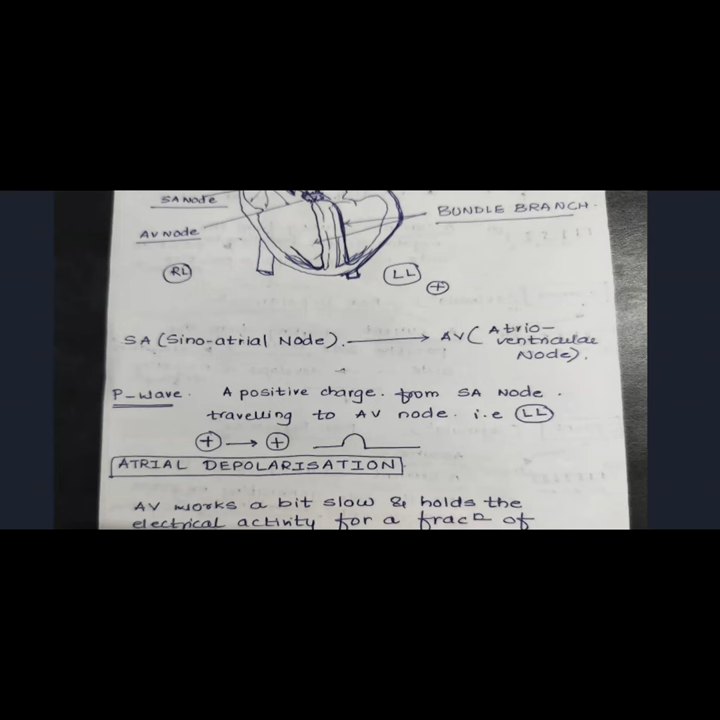 SA Node
BUNDLE BRANCH.
AV Node
RL
LL
+
SA (Sino-atrial Node). → AV ( Atrio-
ventricular
Node).
P-wave. A positive charge. from SA Node.
travelling to AV node. i.e LL
+ → +
ATRIAL DEPOLARISATION
AV works a bit slow & holds the
electrical activity for a fracn of